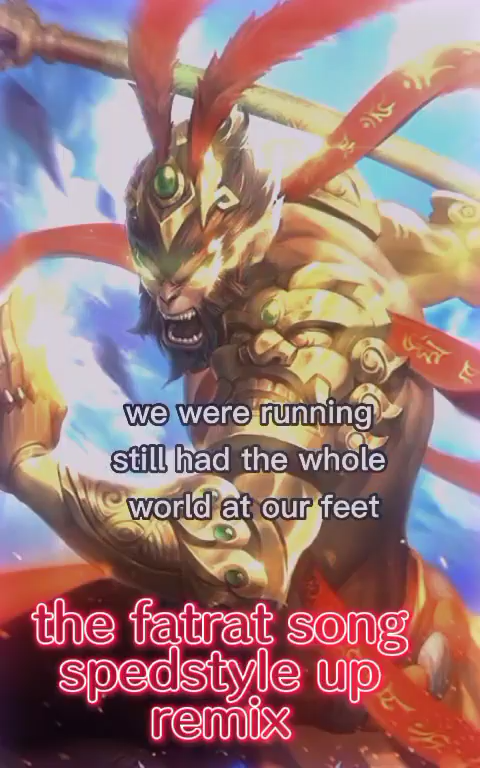 we were running
still had the whole
world at our feet
the fatrat song
spedstyle up
remix